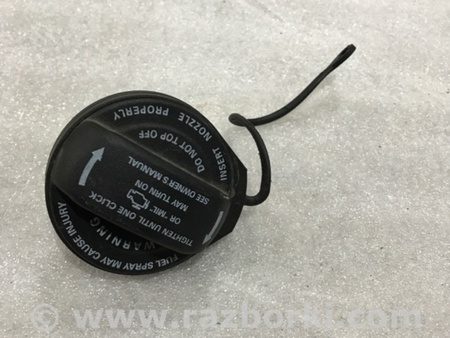 WARNING
FUEL SPRAY MAY CAUSE INJURY
TIGHTEN UNTIL ONE CLICK
OR "MIL"
MAY TURN ON
SEE OWNER'S MANUAL
DO NOT TOP OFF
INSERT NOZZLE PROPERLY
© www.razborki.com